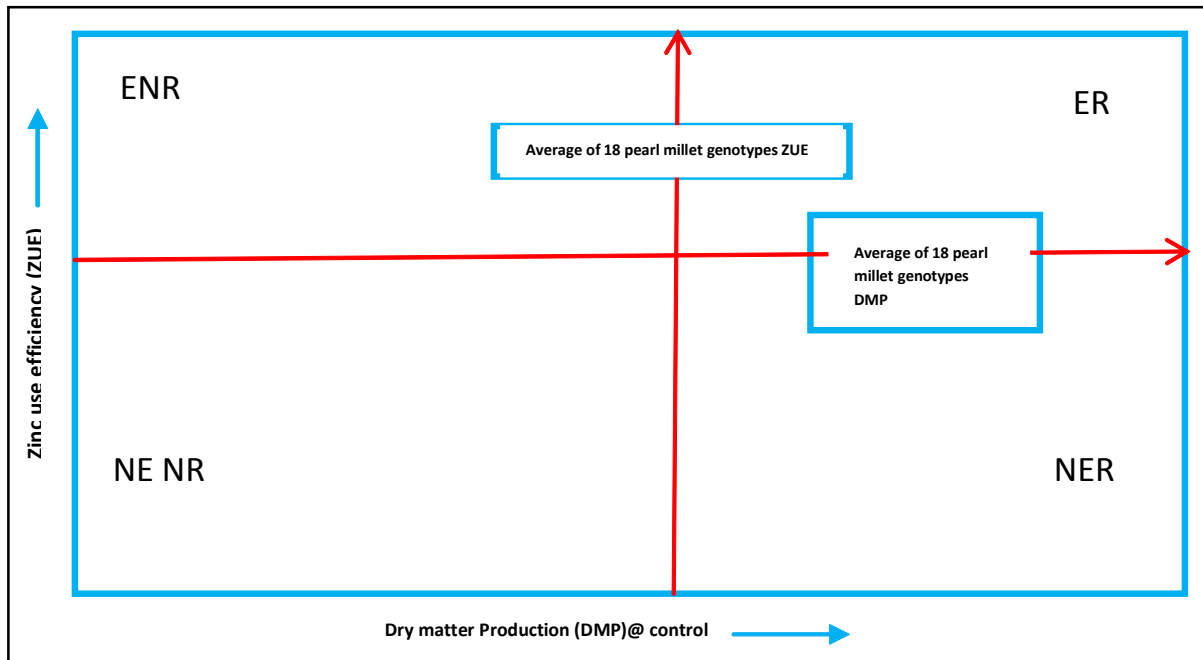 ENR
ER
Average of 18 pearl millet genotypes ZUE
Zinc use efficiency (ZUE)
Average of 18 pearl
millet genotypes
DMP
NE NR
NER
Dry matter Production (DMP)@ control